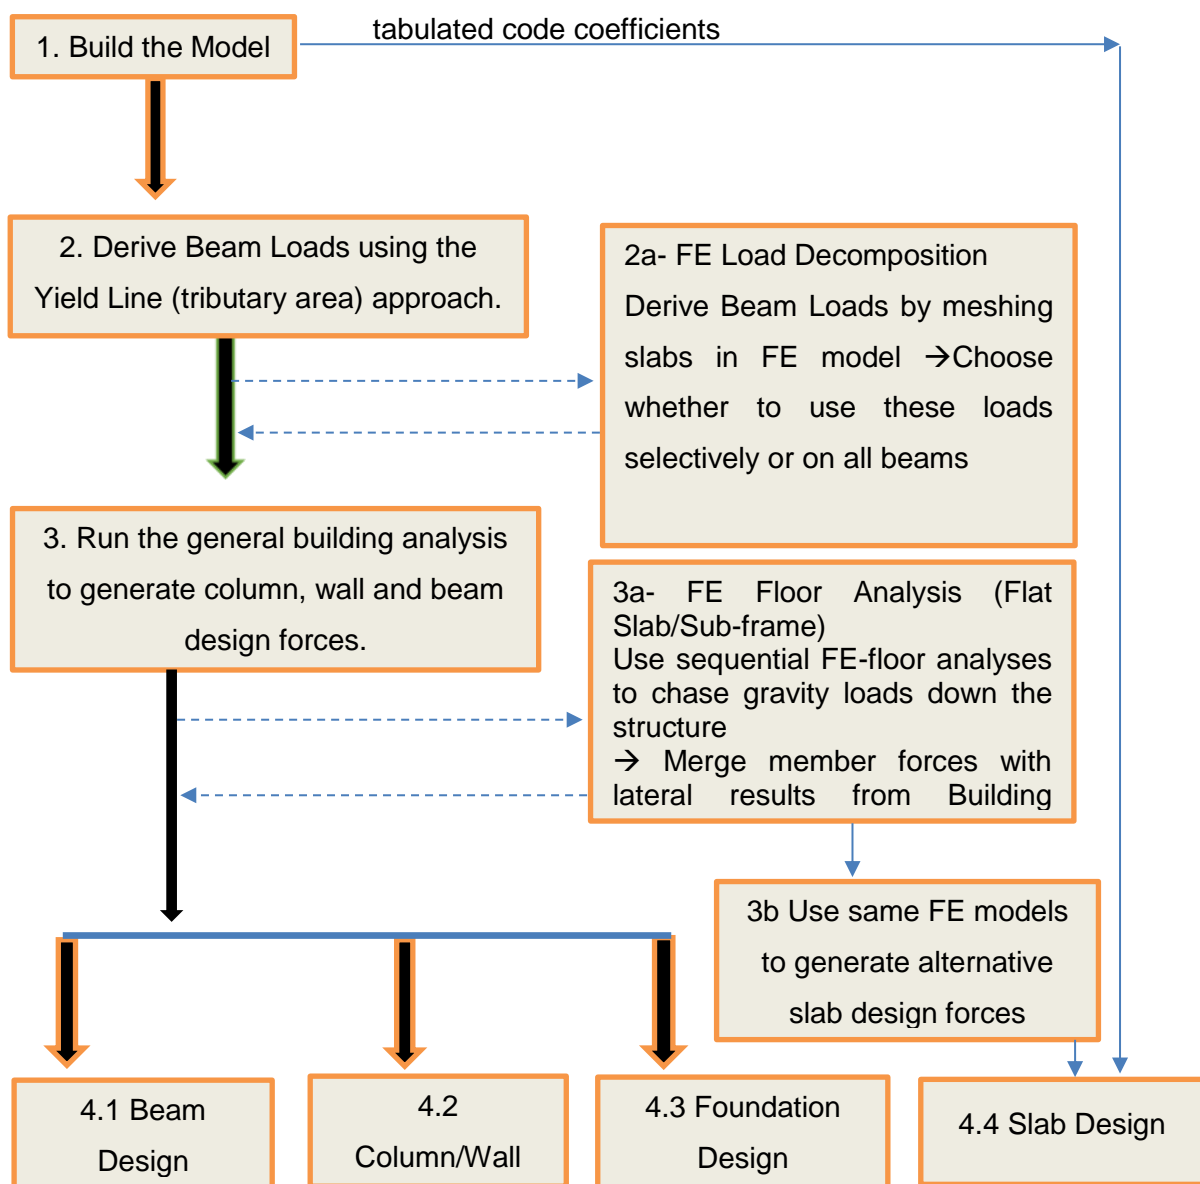 1. Build the Model
tabulated code coefficients
2. Derive Beam Loads using the
Yield Line (tributary area) approach.
2a- FE Load Decomposition
Derive Beam Loads by meshing
slabs in FE model →Choose
whether to use these loads
selectively or on all beams
3. Run the general building analysis
to generate column, wall and beam
design forces.
3a- FE Floor Analysis (Flat
Slab/Sub-frame)
Use sequential FE-floor analyses
to chase gravity loads down the
structure
→ Merge member forces with
lateral results from Building
3b Use same FE models
to generate alternative
slab design forces
4.1 Beam
Design
4.2
Column/Wall
4.3 Foundation
Design
4.4 Slab Design